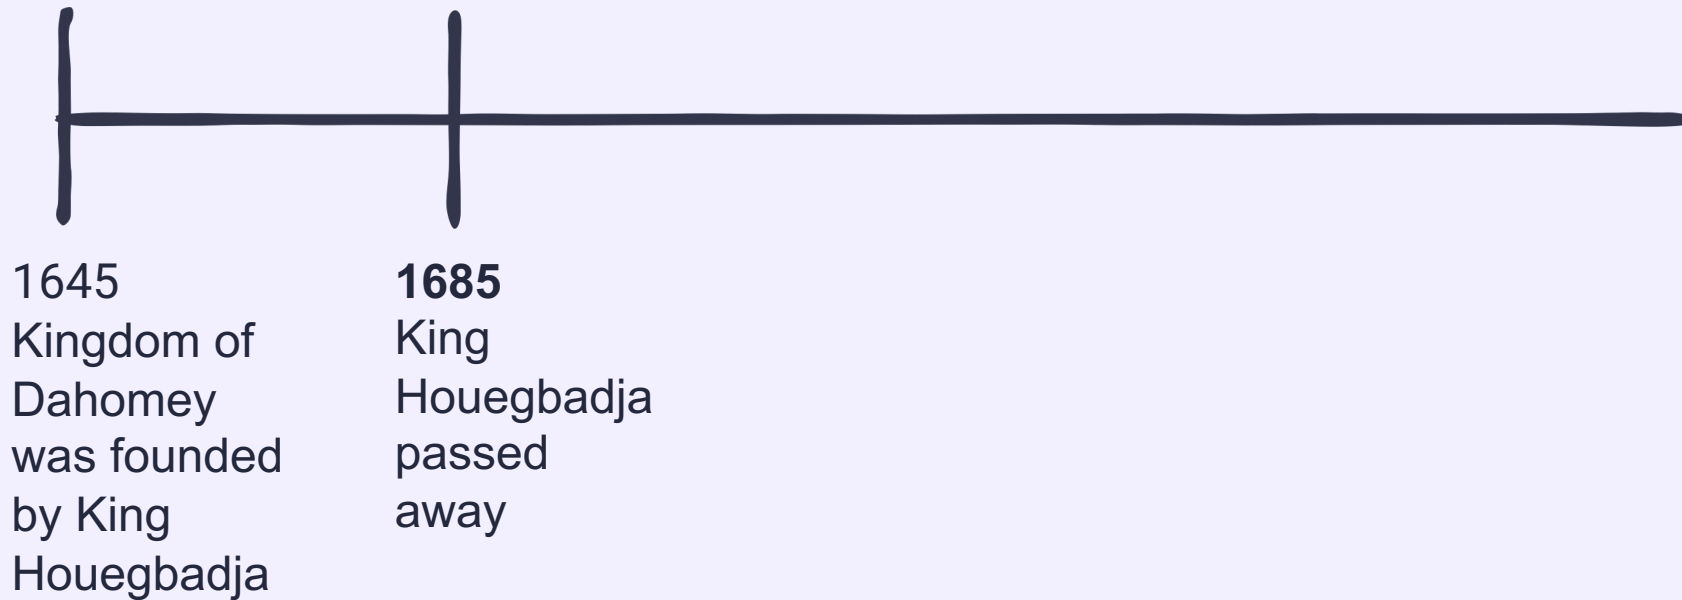 1645
Kingdom of
Dahomey
was founded
by King
Houegbadja
1685
King
Houegbadja
passed
away